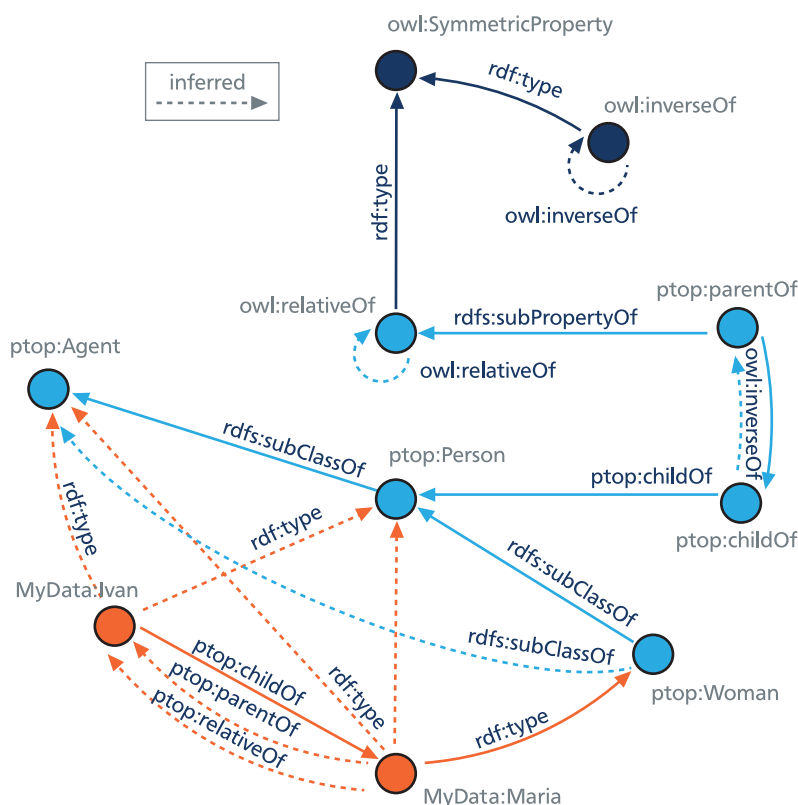 owl:SymmetricProperty
inferred
rdf:type
owl:inverseOf
owl:inverseOf
rdf:type
owl:relativeOf
ptop:parentOf
rdfs:subPropertyOf
owl:relativeOf
owl:inverseOf
ptop:Agent
rdfs:subClassOf
ptop:Person
ptop:childOf
ptop:childOf
rdf:type
rdf:type
rdfs:subClassOf
MyData:Ivan
ptop:childOf
ptop:parentOf
ptop:relativeOf
rdf:type
rdfs:subClassOf
ptop:Woman
rdf:type
MyData:Maria